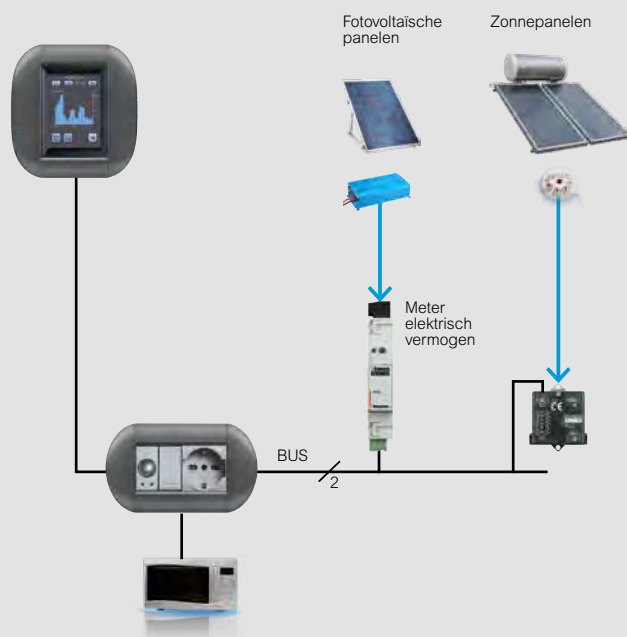 Fotovoltaïsche
panelen
Zonnepanelen
Meter
elektrisch
vermogen
BUS
2